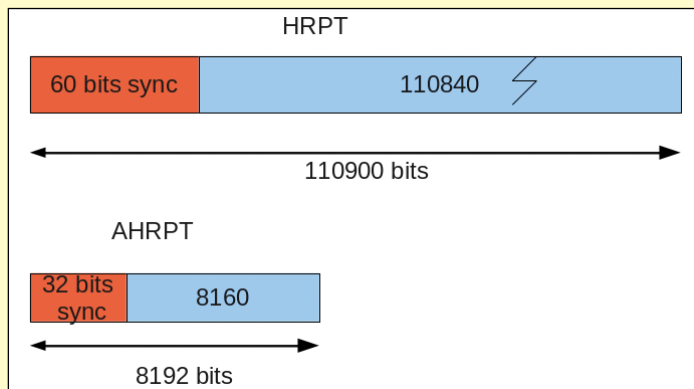 HRPT
60 bits sync
110840
110900 bits
AHRPT
32 bits
sync
8160
8192 bits